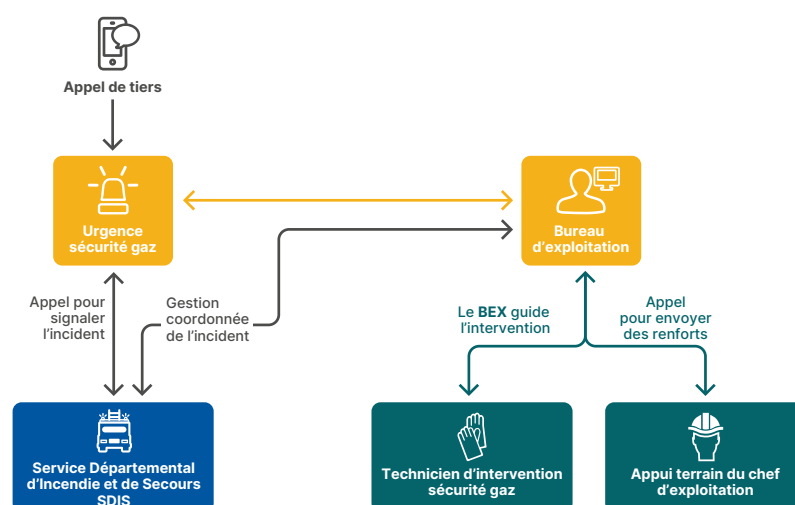 Appel de tiers
Urgence
sécurité gaz
Bureau
d'exploitation
Appel pour
signaler
l'incident
Gestion
coordonnée
de l'incident
Le BEX guide
l'intervention
Appel
pour envoyer
des renforts
Service Départemental
d'Incendie et de Secours
SDIS
Technicien d'intervention
sécurité gaz
Appui terrain du chef
d'exploitation